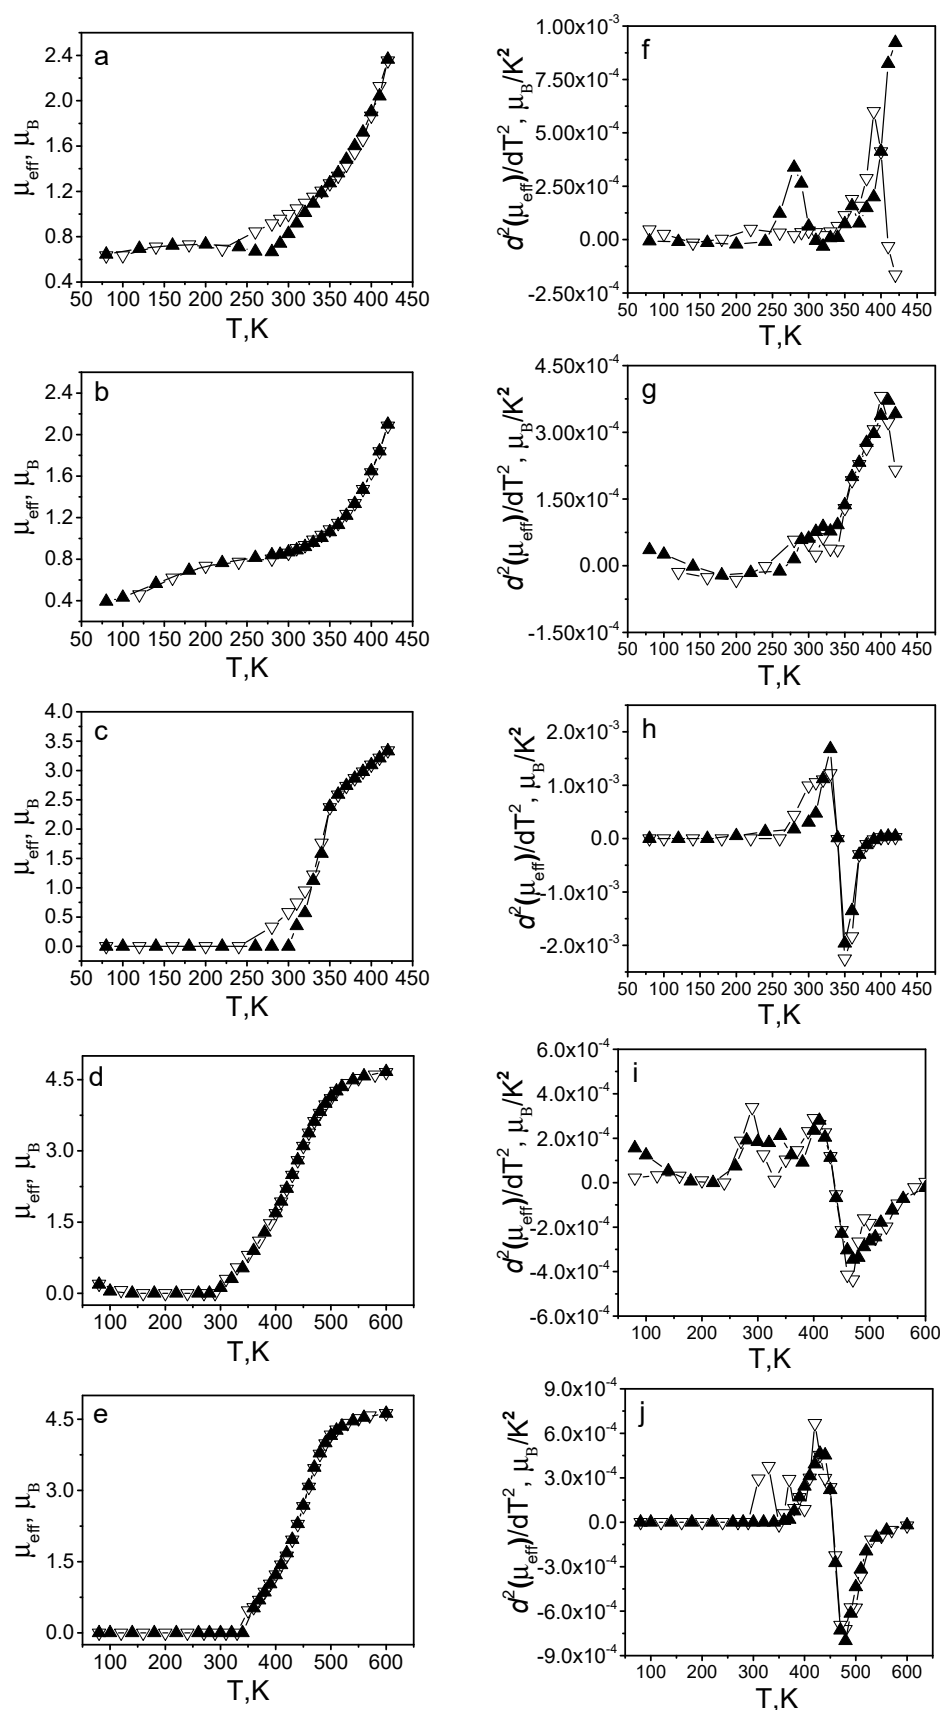 a
2.4
2.0
1.6
1.2
0.8
0.4
50 100 150 200 250 300 350 400 450
T,K
μeff, μB
f
1.00x10⁻³
7.50x10⁻⁴
5.00x10⁻⁴
2.50x10⁻⁴
0.00
-2.50x10⁻⁴
50 100 150 200 250 300 350 400 450
T,K
d²(μeff)/dT², μB/K²
b
2.4
2.0
1.6
1.2
0.8
0.4
50 100 150 200 250 300 350 400 450
T,K
μeff, μB
g
4.50x10⁻⁴
3.00x10⁻⁴
1.50x10⁻⁴
0.00
-1.50x10⁻⁴
50 100 150 200 250 300 350 400 450
T,K
d²(μeff)/dT², μB/K²
c
4.0
3.5
3.0
2.5
2.0
1.5
1.0
0.5
0.0
50 100 150 200 250 300 350 400 450
T,K
μeff, μB
h
2.0x10⁻³
1.0x10⁻³
0.0
-1.0x10⁻³
-2.0x10⁻³
50 100 150 200 250 300 350 400 450
T,K
d²(μeff)/dT², μB/K²
d
4.5
3.0
1.5
0.0
100 200 300 400 500 600
T,K
μeff, μB
i
6.0x10⁻⁴
4.0x10⁻⁴
2.0x10⁻⁴
0.0
-2.0x10⁻⁴
-4.0x10⁻⁴
-6.0x10⁻⁴
100 200 300 400 500 600
T,K
d²(μeff)/dT², μB/K²
e
4.5
3.0
1.5
0.0
100 200 300 400 500 600
T,K
μeff, μB
j
9.0x10⁻⁴
6.0x10⁻⁴
3.0x10⁻⁴
0.0
-3.0x10⁻⁴
-6.0x10⁻⁴
-9.0x10⁻⁴
100 200 300 400 500 600
T,K
d²(μeff)/dT², μB/K²